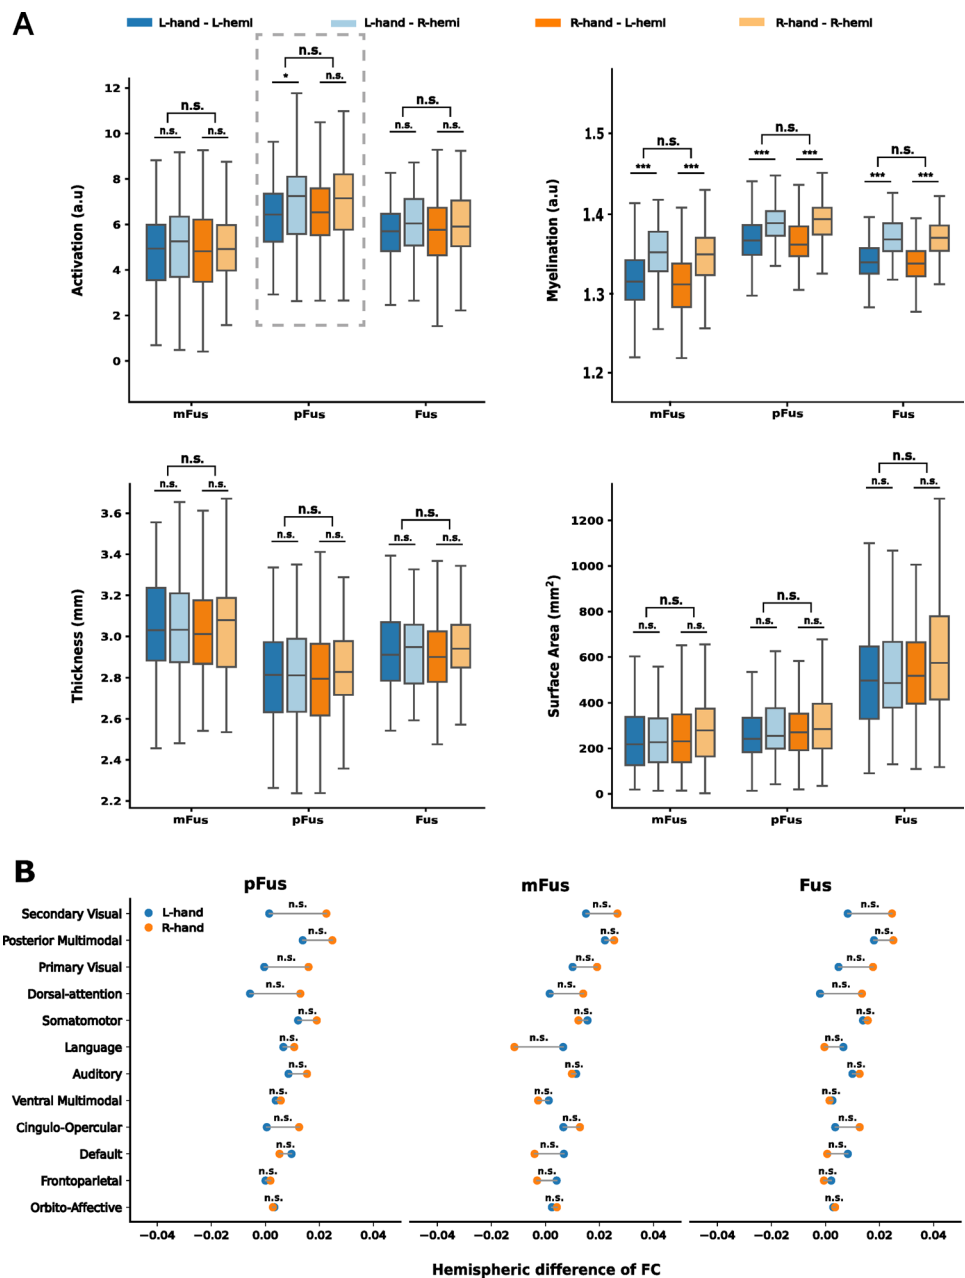 A
L-hand - L-hemi L-hand - R-hemi R-hand - L-hemi R-hand - R-hemi
Activation (a.u)
12
10
8
6
4
2
0
n.s.
n.s. n.s.
n.s.
* n.s.
n.s.
n.s. n.s.
mFus pFus Fus
Myelination (a.u)
1.5
1.4
1.3
1.2
n.s.
*** ***
n.s.
*** ***
n.s.
*** ***
mFus pFus Fus
Thickness (mm)
3.6
3.4
3.2
3.0
2.8
2.6
2.4
2.2
n.s.
n.s. n.s.
n.s.
n.s. n.s.
n.s.
n.s. n.s.
mFus pFus Fus
Surface Area (mm²)
1200
1000
800
600
400
200
0
n.s.
n.s. n.s.
n.s.
n.s. n.s.
n.s.
n.s. n.s.
mFus pFus Fus
B
pFus mFus Fus
L-hand
R-hand
Secondary Visual n.s. n.s. n.s.
Posterior Multimodal n.s. n.s. n.s.
Primary Visual n.s. n.s. n.s.
Dorsal-attention n.s. n.s. n.s.
Somatomotor n.s. n.s. n.s.
Language n.s. n.s. n.s.
Auditory n.s. n.s. n.s.
Ventral Multimodal n.s. n.s. n.s.
Cingulo-Opercular n.s. n.s. n.s.
Default n.s. n.s. n.s.
Frontoparietal n.s. n.s. n.s.
Orbito-Affective n.s. n.s. n.s.
−0.04 −0.02 0.00 0.02 0.04 −0.04 −0.02 0.00 0.02 0.04 −0.04 −0.02 0.00 0.02 0.04
Hemispheric difference of FC